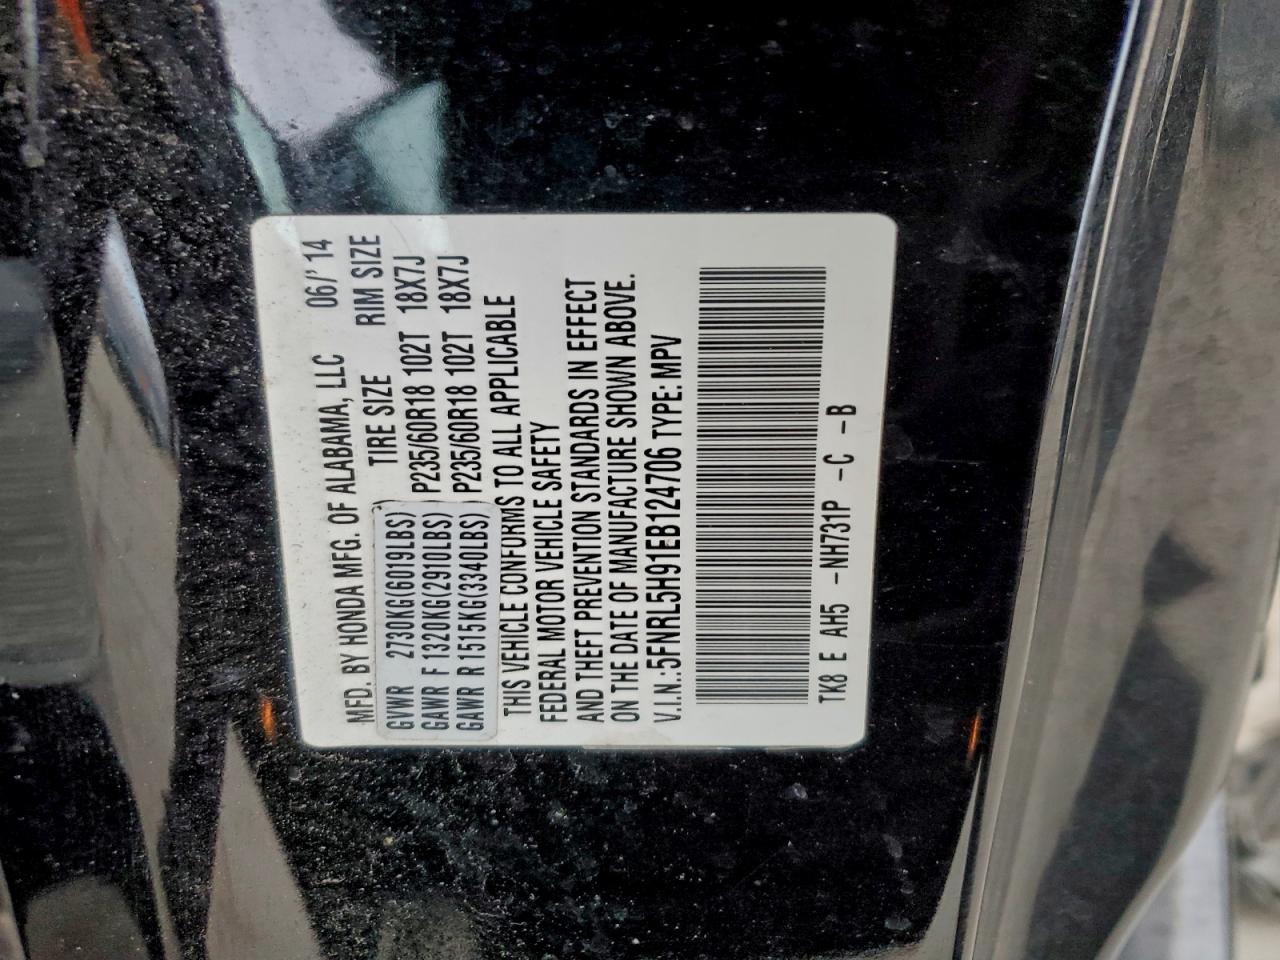 MFD. BY HONDA MFG. OF ALABAMA, LLC 06/'14
TIRE SIZE RIM SIZE
GVWR 2730KG(6019LBS)
GAWR F 1320KG(2910LBS) P235/60R18 102T 18X7J
GAWR R 1515KG(3340LBS) P235/60R18 102T 18X7J
THIS VEHICLE CONFORMS TO ALL APPLICABLE
FEDERAL MOTOR VEHICLE SAFETY
AND THEFT PREVENTION STANDARDS IN EFFECT
ON THE DATE OF MANUFACTURE SHOWN ABOVE.
V.I.N.:5FNRL5H91EB124706 TYPE: MPV
TK8 E AH5 -NH731P -C -B